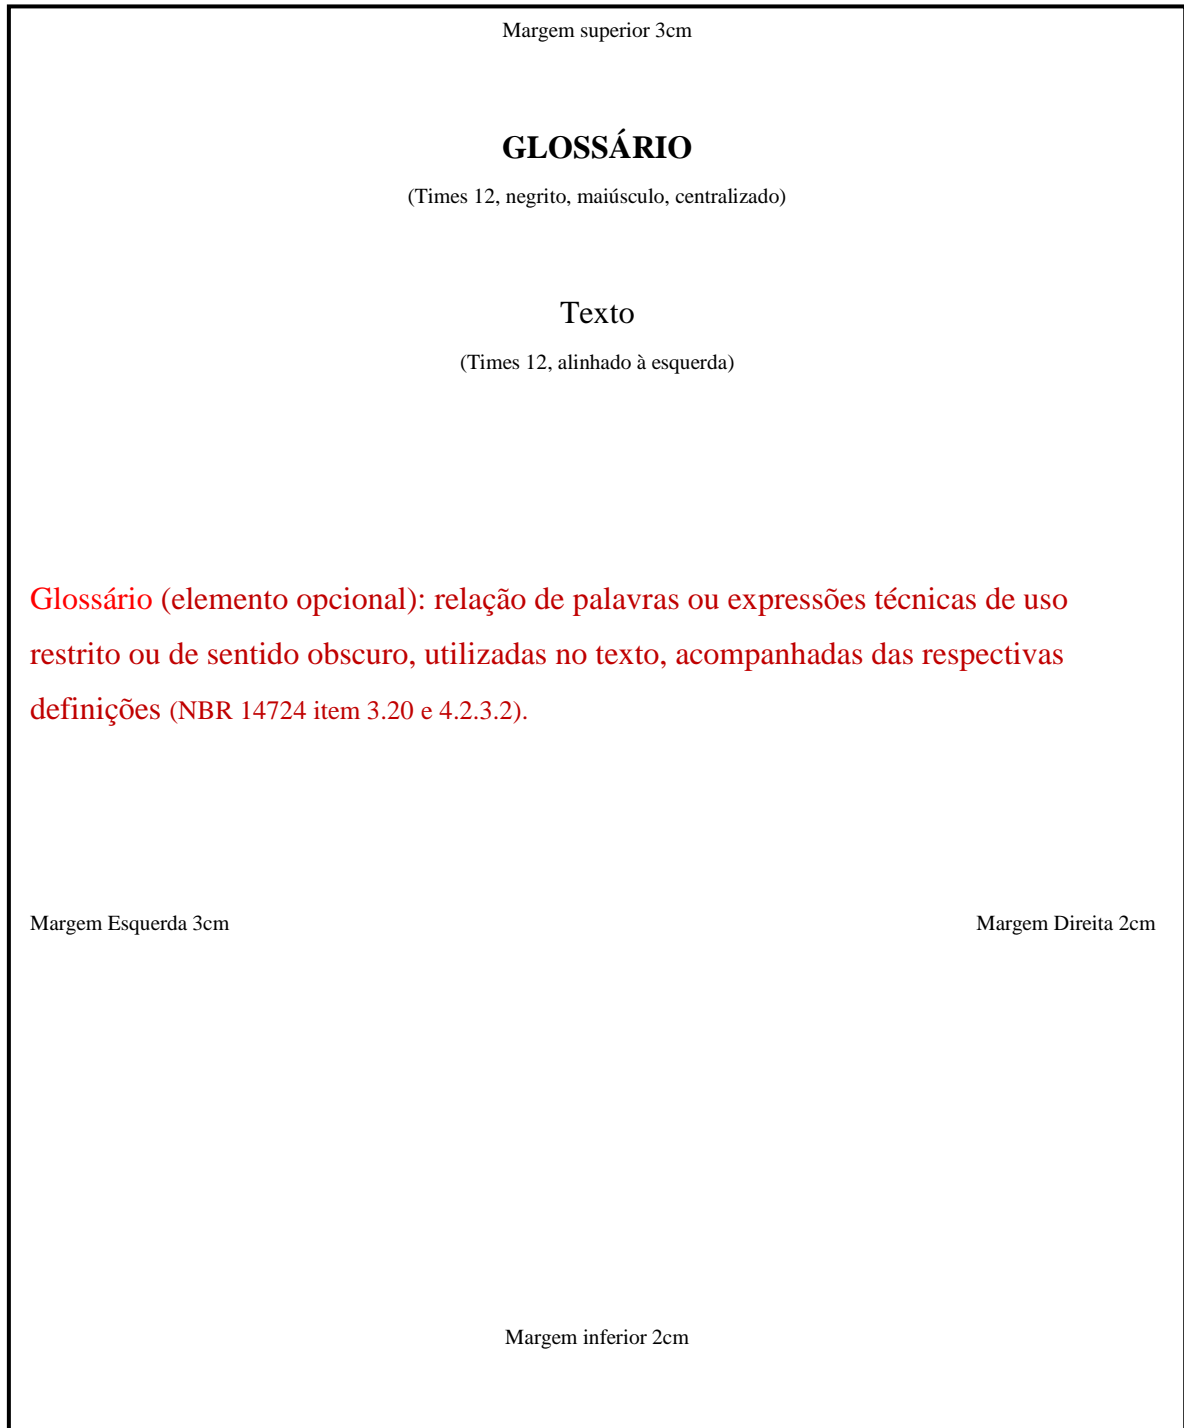 Margem superior 3cm
GLOSSÁRIO
(Times 12, negrito, maiúsculo, centralizado)
Texto
(Times 12, alinhado à esquerda)
Glossário (elemento opcional): relação de palavras ou expressões técnicas de uso
restrito ou de sentido obscuro, utilizadas no texto, acompanhadas das respectivas
definições (NBR 14724 item 3.20 e 4.2.3.2).
Margem Esquerda 3cm Margem Direita 2cm
Margem inferior 2cm